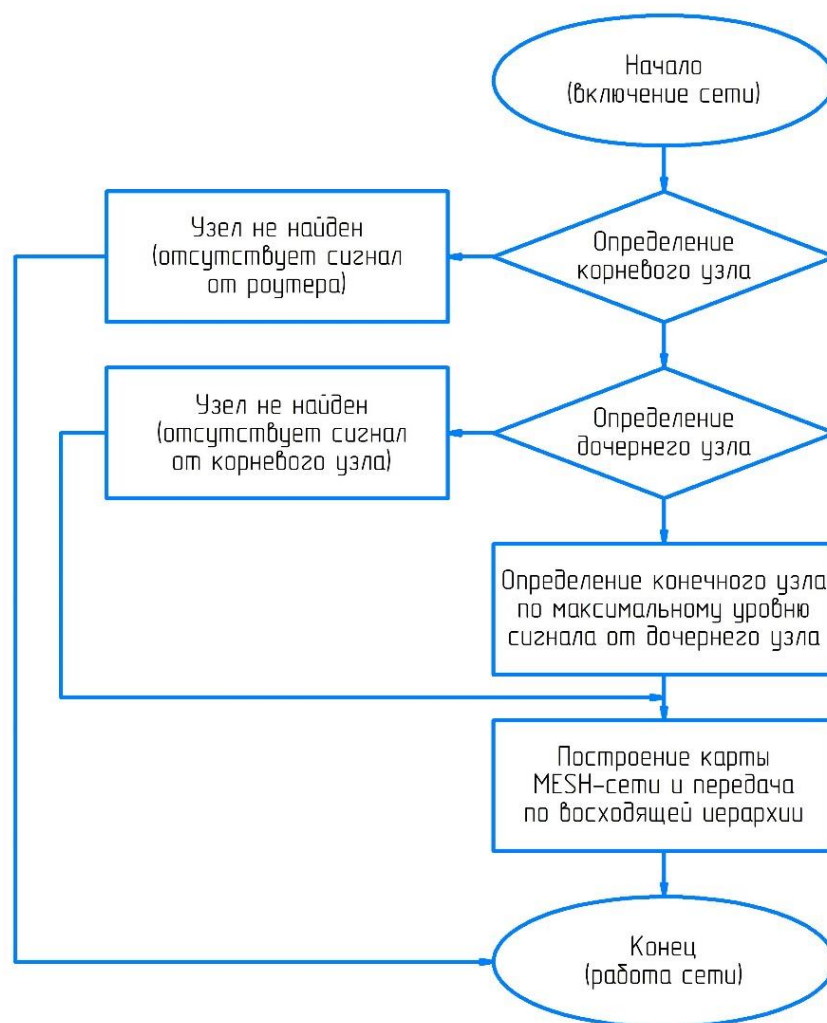 Начало
(включение сети)
Узел не найден
(отсутствует сигнал
от роутера)
Определение
корневого узла
Узел не найден
(отсутствует сигнал
от корневого узла)
Определение
дочернего узла
Определение конечного узла
по максимальному уровню
сигнала от дочернего узла
Построение карты
MESH-сети и передача
по восходящей иерархии
Конец
(работа сети)